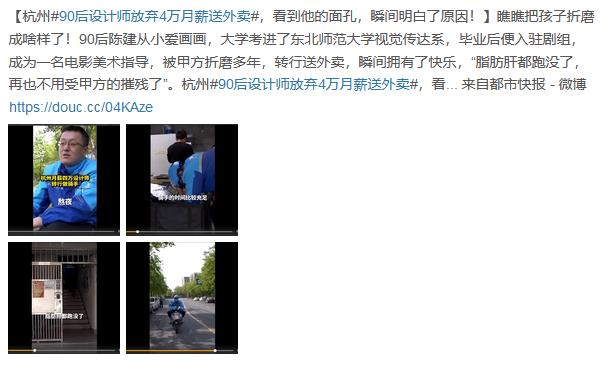 【杭州#90后设计师放弃4万月薪送外卖#，看到他的面孔，瞬间明白了原因！】瞧瞧把孩子折磨
成啥样了！90后陈建从小爱画画，大学考进了东北师范大学视觉传达系，毕业后便入驻剧组，
成为一名电影美术指导，被甲方折磨多年，转行送外卖，瞬间拥有了快乐，“脂肪肝都跑没了，
再也不用受甲方的摧残了”。杭州#90后设计师放弃4万月薪送外卖#，看... 来自都市快报 - 微博
https://douc.cc/04KAze
杭州月薪四万设计师
转行做骑手
熬夜
骑手的时间比较充足
脂肪肝都跑没了